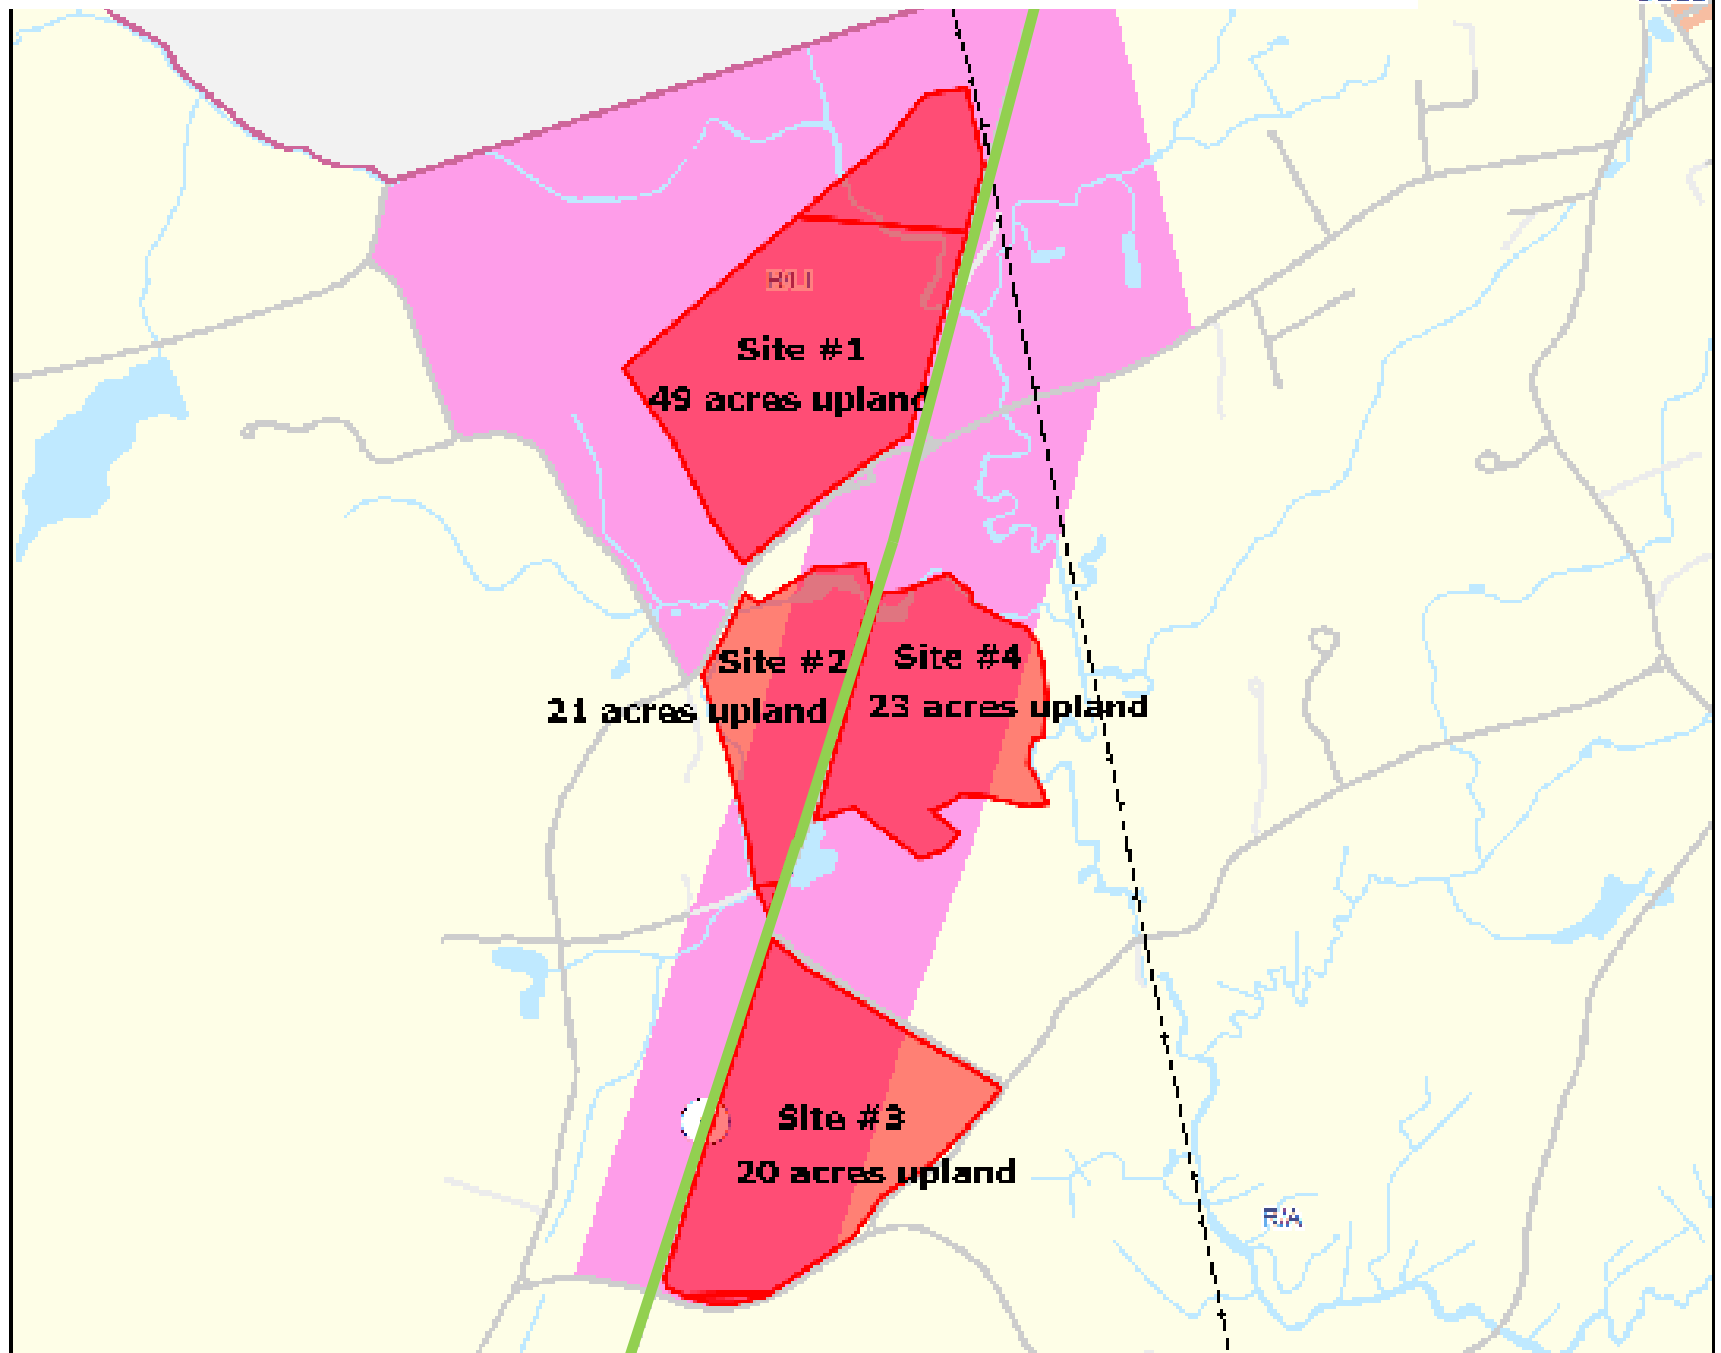 R/LI
Site #1
49 acres upland
Site #2
21 acres upland
Site #4
23 acres upland
Site #3
20 acres upland
R/A